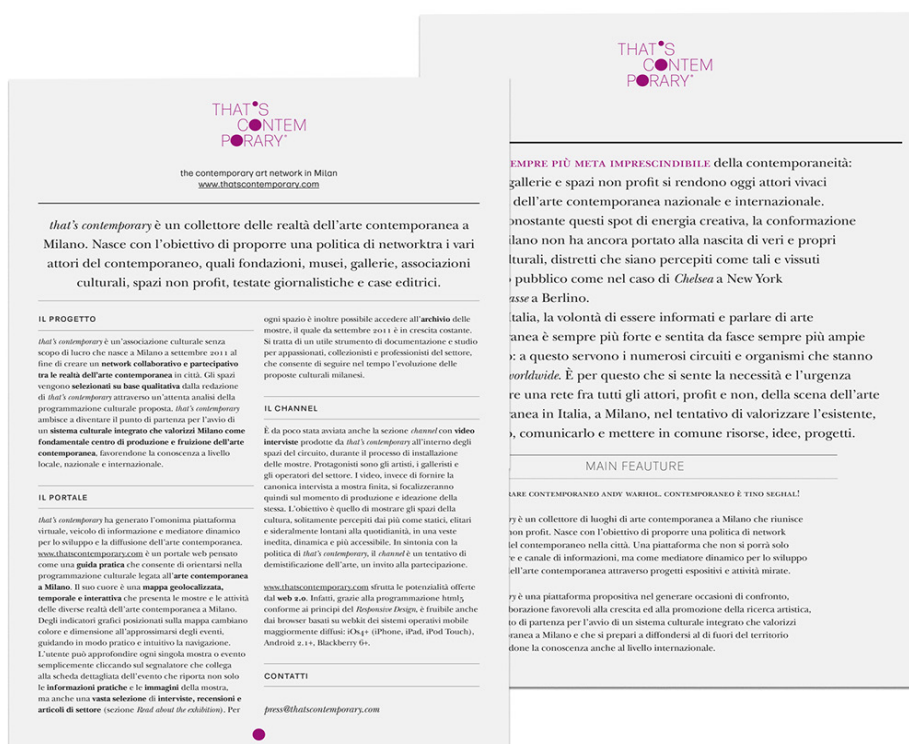 THAT'S
CONTEM
PORARY*
the contemporary art network in Milan
www.thatscontemporary.com
that's contemporary è un collettore delle realtà dell'arte contemporanea a
Milano. Nasce con l'obiettivo di proporre una politica di networktra i vari
attori del contemporaneo, quali fondazioni, musei, gallerie, associazioni
culturali, spazi non profit, testate giornalistiche e case editrici.
IL PROGETTO
that's contemporary è un'associazione culturale senza
scopo di lucro che nasce a Milano a settembre 2011 al
fine di creare un network collaborativo e partecipativo
tra le realtà dell'arte contemporanea in città. Gli spazi
vengono selezionati su base qualitativa dalla redazione
di that's contemporary attraverso un'attenta analisi della
programmazione culturale proposta. that's contemporary
ambisce a diventare il punto di partenza per l'avvio di
un sistema culturale integrato che valorizzi Milano come
fondamentale centro di produzione e fruizione dell'arte
contemporanea, favorendone la conoscenza a livello
locale, nazionale e internazionale.
IL PORTALE
that's contemporary ha generato l'omonima piattaforma
virtuale, veicolo di informazione e mediatore dinamico
per lo sviluppo e la diffusione dell'arte contemporanea.
www.thatscontemporary.com è un portale web pensato
come una guida pratica che consente di orientarsi nella
programmazione culturale legata all'arte contemporanea
a Milano. Il suo cuore è una mappa geolocalizzata,
temporale e interattiva che presenta le mostre e le attività
delle diverse realtà dell'arte contemporanea a Milano.
Degli indicatori grafici posizionati sulla mappa cambiano
colore e dimensione all'approssimarsi degli eventi,
guidando in modo pratico e intuitivo la navigazione.
L'utente può approfondire ogni singola mostra o evento
semplicemente cliccando sul segnalatore che collega
alla scheda dettagliata dell'evento che riporta non solo
le informazioni pratiche e le immagini della mostra,
ma anche una vasta selezione di interviste, recensioni e
articoli di settore (sezione Read about the exhibition). Per
ogni spazio è inoltre possibile accedere all'archivio delle
mostre, il quale da settembre 2011 è in crescita costante.
Si tratta di un utile strumento di documentazione e studio
per appassionati, collezionisti e professionisti del settore,
che consente di seguire nel tempo l'evoluzione delle
proposte culturali milanesi.
IL CHANNEL
È da poco stata avviata anche la sezione channel con video
interviste prodotte da that's contemporary all'interno degli
spazi del circuito, durante il processo di installazione
delle mostre. Protagonisti sono gli artisti, i galleristi e
gli operatori del settore. I video, invece di fornire la
canonica intervista a mostra finita, si focalizzeranno
quindi sul momento di produzione e ideazione della
stessa. L'obiettivo è quello di mostrare gli spazi della
cultura, solitamente percepiti dai più come statici, elitari
e sideralmente lontani alla quotidianità, in una veste
inedita, dinamica e più accessibile. In sintonia con la
politica di that's contemporary, il channel è un tentativo di
demistificazione dell'arte, un invito alla partecipazione.
www.thatscontemporary.com sfrutta le potenzialità offerte
dal web 2.0. Infatti, grazie alla programmazione html5
conforme ai principi del Responsive Design, è fruibile anche
dai browser basati su webkit dei sistemi operativi mobile
maggiormente diffusi: iOs4+ (iPhone, iPad, iPod Touch),
Android 2.1+, Blackberry 6+.
CONTATTI
press@thatscontemporary.com
THAT'S
CONTEM
PORARY*
EMPRE PIÙ META IMPRESCINDIBILE della contemporaneità:
gallerie e spazi non profit si rendono oggi attori vivaci
dell'arte contemporanea nazionale e internazionale.
onostante questi spot di energia creativa, la conformazione
ilano non ha ancora portato alla nascita di veri e propri
lturali, distretti che siano percepiti come tali e vissuti
pubblico come nel caso di Chelsea a New York
asse a Berlino.
Italia, la volontà di essere informati e parlare di arte
ranea è sempre più forte e sentita da fasce sempre più ampie
o: a questo servono i numerosi circuiti e organismi che stanno
worldwide. È per questo che si sente la necessità e l'urgenza
re una rete fra tutti gli attori, profit e non, della scena dell'arte
ranea in Italia, a Milano, nel tentativo di valorizzare l'esistente,
o, comunicarlo e mettere in comune risorse, idee, progetti.
MAIN FEAUTURE
RARE CONTEMPORANEO ANDY WARHOL. CONTEMPORANEO È TINO SEGHAL!
ry è un collettore di luoghi di arte contemporanea a Milano che riunisce
non profit. Nasce con l'obiettivo di proporre una politica di network
del contemporaneo nella città. Una piattaforma che non si porrà solo
re e canale di informazioni, ma come mediatore dinamico per lo sviluppo
ell'arte contemporanea attraverso progetti espositivi e attività mirate.
ry è una piattaforma propositiva nel generare occasioni di confronto,
borazione favorevoli alla crescita ed alla promozione della ricerca artistica,
to di partenza per l'avvio di un sistema culturale integrato che valorizzi
ranea a Milano e che si prepari a diffondersi al di fuori del territorio
done la conoscenza anche al livello internazionale.